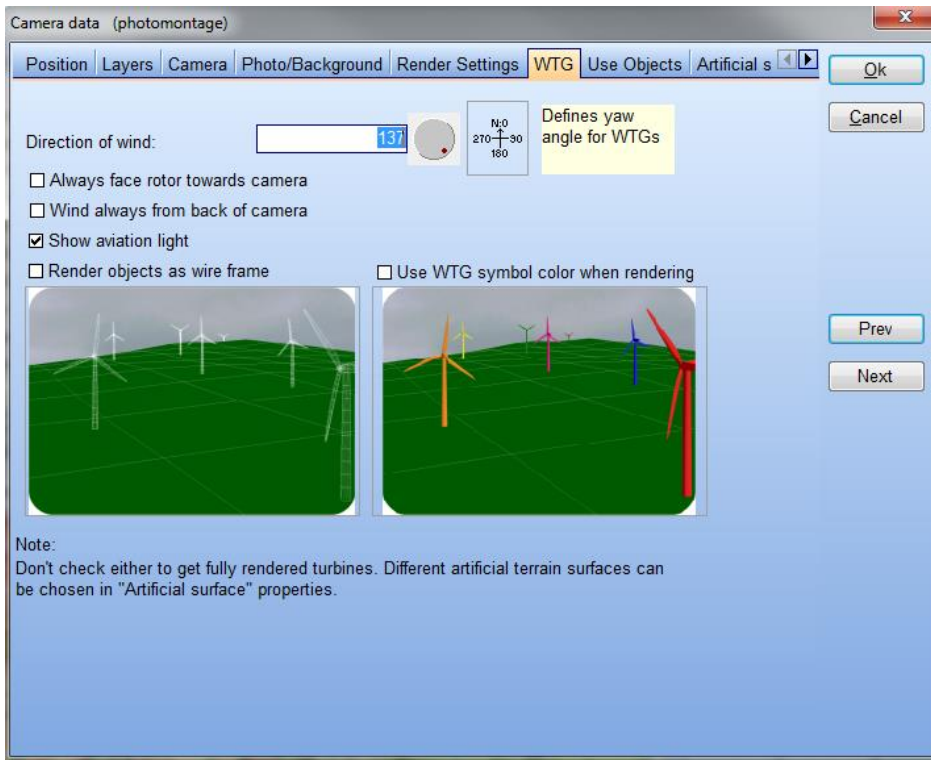 Camera data (photomontage)
Position Layers Camera Photo/Background Render Settings WTG Use Objects Artificial s
Ok
Cancel
Direction of wind: 137
N:0
270 90
180
Defines yaw
angle for WTGs
Always face rotor towards camera
Wind always from back of camera
Show aviation light
Render objects as wire frame
Use WTG symbol color when rendering
Prev
Next
Note:
Don't check either to get fully rendered turbines. Different artificial terrain surfaces can
be chosen in "Artificial surface" properties.